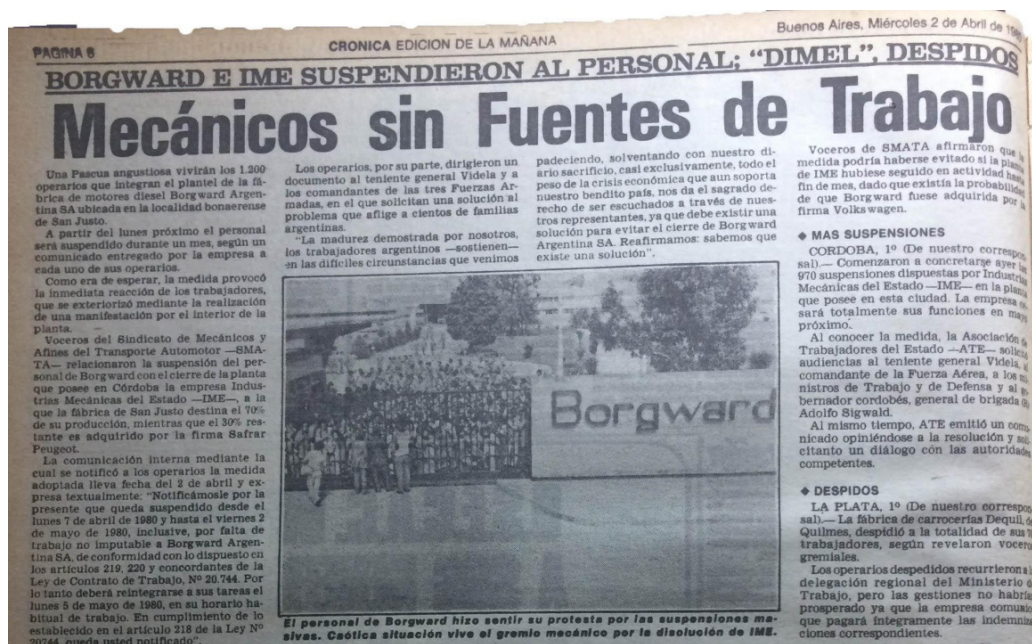 PAGINA 6
CRONICA EDICION DE LA MAÑANA
Buenos Aires, Miércoles 2 de Abril de
BORGWARD E IME SUSPENDIERON AL PERSONAL; "DIMEL", DESPIDOS
Mecánicos sin Fuentes de Trabajo
Una Pascua angustiosa vivirán los 1.200
operarios que integran el plantel de la fá-
brica de motores diesel Borgward Argen-
tina SA ubicada en la localidad bonaerense
de San Justo.
A partir del lunes próximo el personal
será suspendido durante un mes, según un
comunicado entregado por la empresa a
cada uno de sus operarios.
Como era de esperar, la medida provocó
la inmediata reacción de los trabajadores,
que se exteriorizó mediante la realización
de una manifestación por el interior de la
planta.
Voceros del Sindicato de Mecánicos y
Afines del Transporte Automotor —SMA-
TA— relacionaron la suspensión del per-
sonal de Borgward con el cierre de la planta
que posee en Córdoba la empresa Indus-
trias Mecánicas del Estado —IME—, a la
que la fábrica de San Justo destina el 70%
de su producción, mientras que el 30% res-
tante es adquirido por la firma Safrar
Peugeot.
La comunicación interna mediante la
cual se notificó a los operarios la medida
adoptada lleva fecha del 2 de abril y ex-
presa textualmente: "Notificámosle por la
presente que queda suspendido desde el
lunes 7 de abril de 1980 y hasta el viernes 2
de mayo de 1980, inclusive, por falta de
trabajo no imputable a Borgward Argen-
tina SA, de conformidad con lo dispuesto en
los artículos 219, 220 y concordantes de la
Ley de Contrato de Trabajo, Nº 20.744. Por
lo tanto deberá reintegrarse a sus tareas el
lunes 5 de mayo de 1980, en su horario ha-
bitual de trabajo. En cumplimiento de lo
establecido en el artículo 218 de la Ley Nº
20744, queda usted notificado".
Los operarios, por su parte, dirigieron un
documento al teniente general Videla y a
los comandantes de las tres Fuerzas Ar-
madas, en el que solicitan una solución al
problema que aflige a cientos de familias
argentinas.
"La madurez demostrada por nosotros,
los trabajadores argentinos —sostienen—
en las difíciles circunstancias que venimos
padeciendo, solventando con nuestro dia-
rio sacrificio, casi exclusivamente, todo el
peso de la crisis económica que aun soporta
nuestro bendito país, nos da el sagrado de-
recho de ser escuchados a través de nues-
tros representantes, ya que debe existir una
solución para evitar el cierre de Borgward
Argentina SA. Reafirmamos: sabemos que
existe una solución".
Borgward
El personal de Borgward hizo sentir su protesta por las suspensiones ma-
sivas. Caótica situación vive el gremio mecánico por la disolución de IME.
Voceros de SMATA afirmaron que
medida podría haberse evitado si la planta
de IME hubiese seguido en actividad hasta
fin de mes, dado que existía la probabilidad
de que Borgward fuese adquirida por la
firma Volkswagen.
◆ MAS SUSPENSIONES
CORDOBA, 1º (De nuestro correspon-
sal).— Comenzaron a concretarse ayer
970 suspensiones dispuestas por Industrias
Mecánicas del Estado —IME— en la planta
que posee en esta ciudad. La empresa
sará totalmente sus funciones en mayo
próximo.
Al conocer la medida, la Asociación de
Trabajadores del Estado —ATE— solicitó
audiencias al teniente general Videla, al
comandante de la Fuerza Aérea, a los mi-
nistros de Trabajo y de Defensa y al go-
bernador cordobés, general de brigada
Adolfo Sigwald.
Al mismo tiempo, ATE emitió un comu-
nicado opiniéndose a la resolución y soli-
citanto un diálogo con las autoridades
competentes.
◆ DESPIDOS
LA PLATA, 1º (De nuestro correspon-
sal).— La fábrica de carrocerías Dequil,
Quilmes, despidió a la totalidad de sus
trabajadores, según revelaron voceros
gremiales.
Los operarios despedidos recurrieron a
delegación regional del Ministerio de
Trabajo, pero las gestiones no habrían
prosperado ya que la empresa comunicó
que pagará íntegramente las indemni-
zaciones correspondientes.